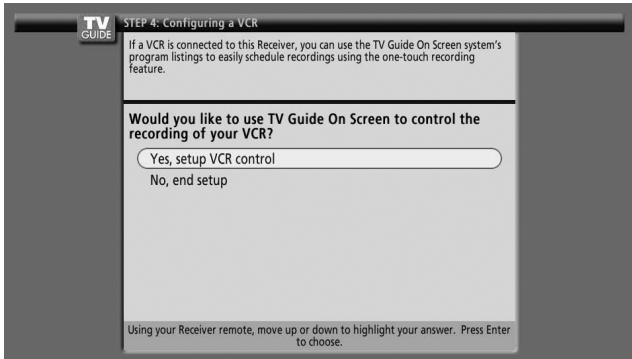 TV
GUIDE
STEP 4: Configuring a VCR
If a VCR is connected to this Receiver, you can use the TV Guide On Screen system's
program listings to easily schedule recordings using the one-touch recording
feature.
Would you like to use TV Guide On Screen to control the
recording of your VCR?
Yes, setup VCR control
No, end setup
Using your Receiver remote, move up or down to highlight your answer. Press Enter
to choose.